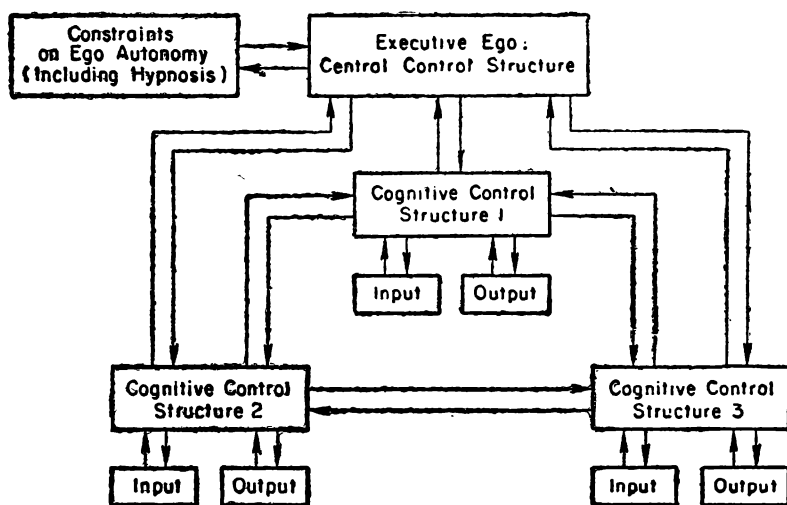 Constraints
on Ego Autonomy
(Including Hypnosis)
Executive Ego:
Central Control Structure
Cognitive Control
Structure 1
Input
Output
Cognitive Control
Structure 2
Cognitive Control
Structure 3
Input
Output
Input
Output